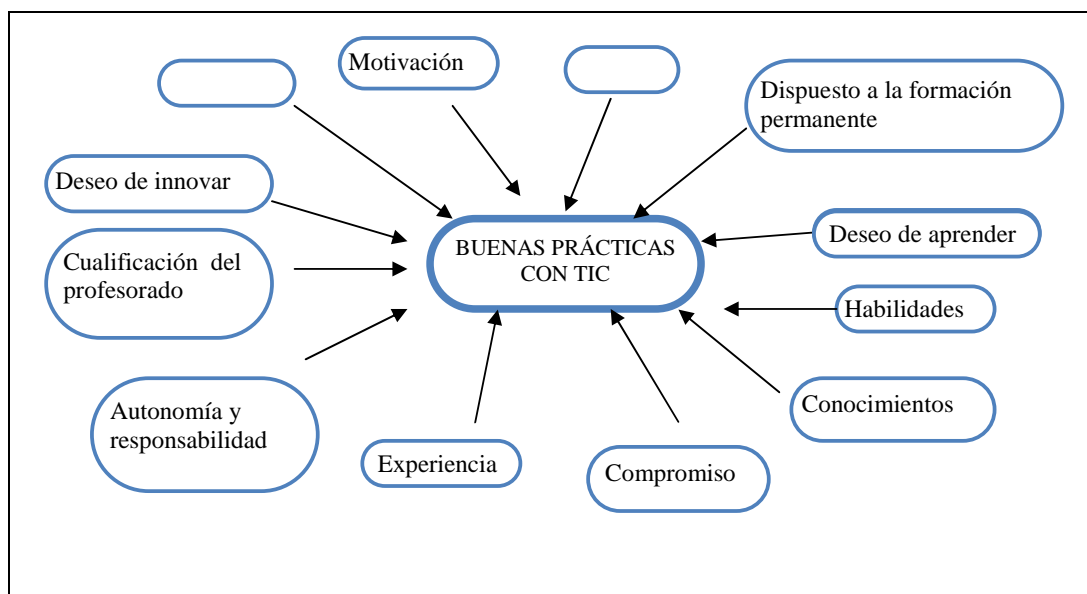 Motivación
Dispuesto a la formación
permanente
Deseo de innovar
BUENAS PRÁCTICAS
CON TIC
Deseo de aprender
Cualificación del
profesorado
Habilidades
Autonomía y
responsabilidad
Conocimientos
Experiencia
Compromiso